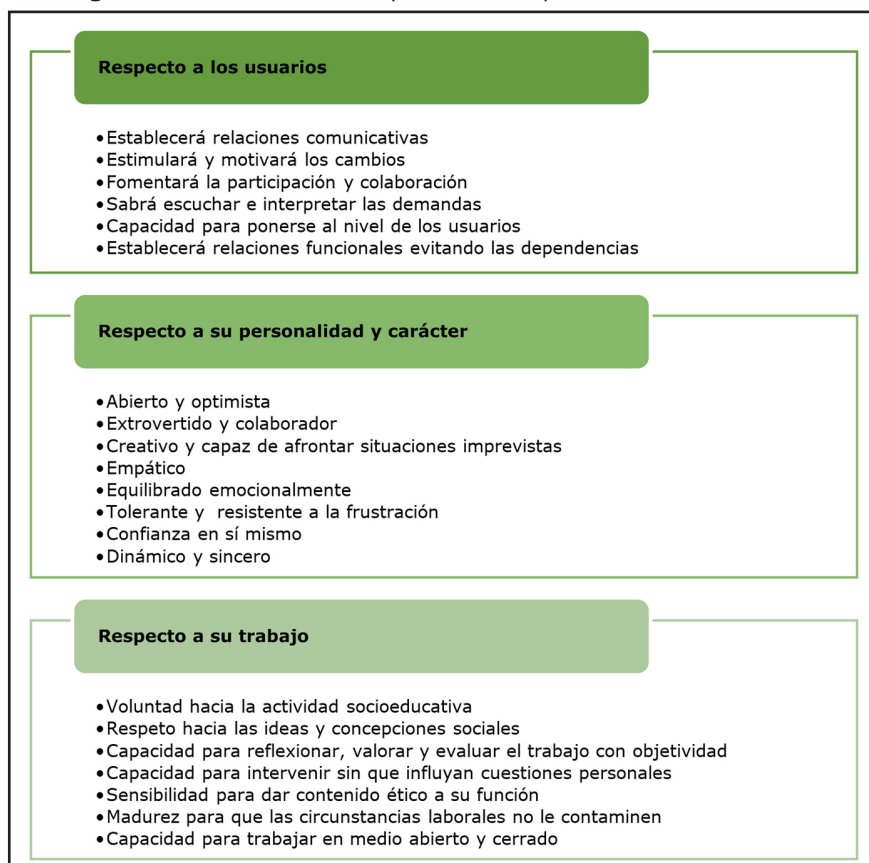 Respecto a los usuarios
•Establecerá relaciones comunicativas
•Estimulará y motivará los cambios
•Fomentará la participación y colaboración
•Sabrá escuchar e interpretar las demandas
•Capacidad para ponerse al nivel de los usuarios
•Establecerá relaciones funcionales evitando las dependencias
Respecto a su personalidad y carácter
•Abierto y optimista
•Extrovertido y colaborador
•Creativo y capaz de afrontar situaciones imprevistas
•Empático
•Equilibrado emocionalmente
•Tolerante y  resistente a la frustración
•Confianza en sí mismo
•Dinámico y sincero
Respecto a su trabajo
•Voluntad hacia la actividad socioeducativa
•Respeto hacia las ideas y concepciones sociales
•Capacidad para reflexionar, valorar y evaluar el trabajo con objetividad
•Capacidad para intervenir sin que influyan cuestiones personales
•Sensibilidad para dar contenido ético a su función
•Madurez para que las circunstancias laborales no le contaminen
•Capacidad para trabajar en medio abierto y cerrado